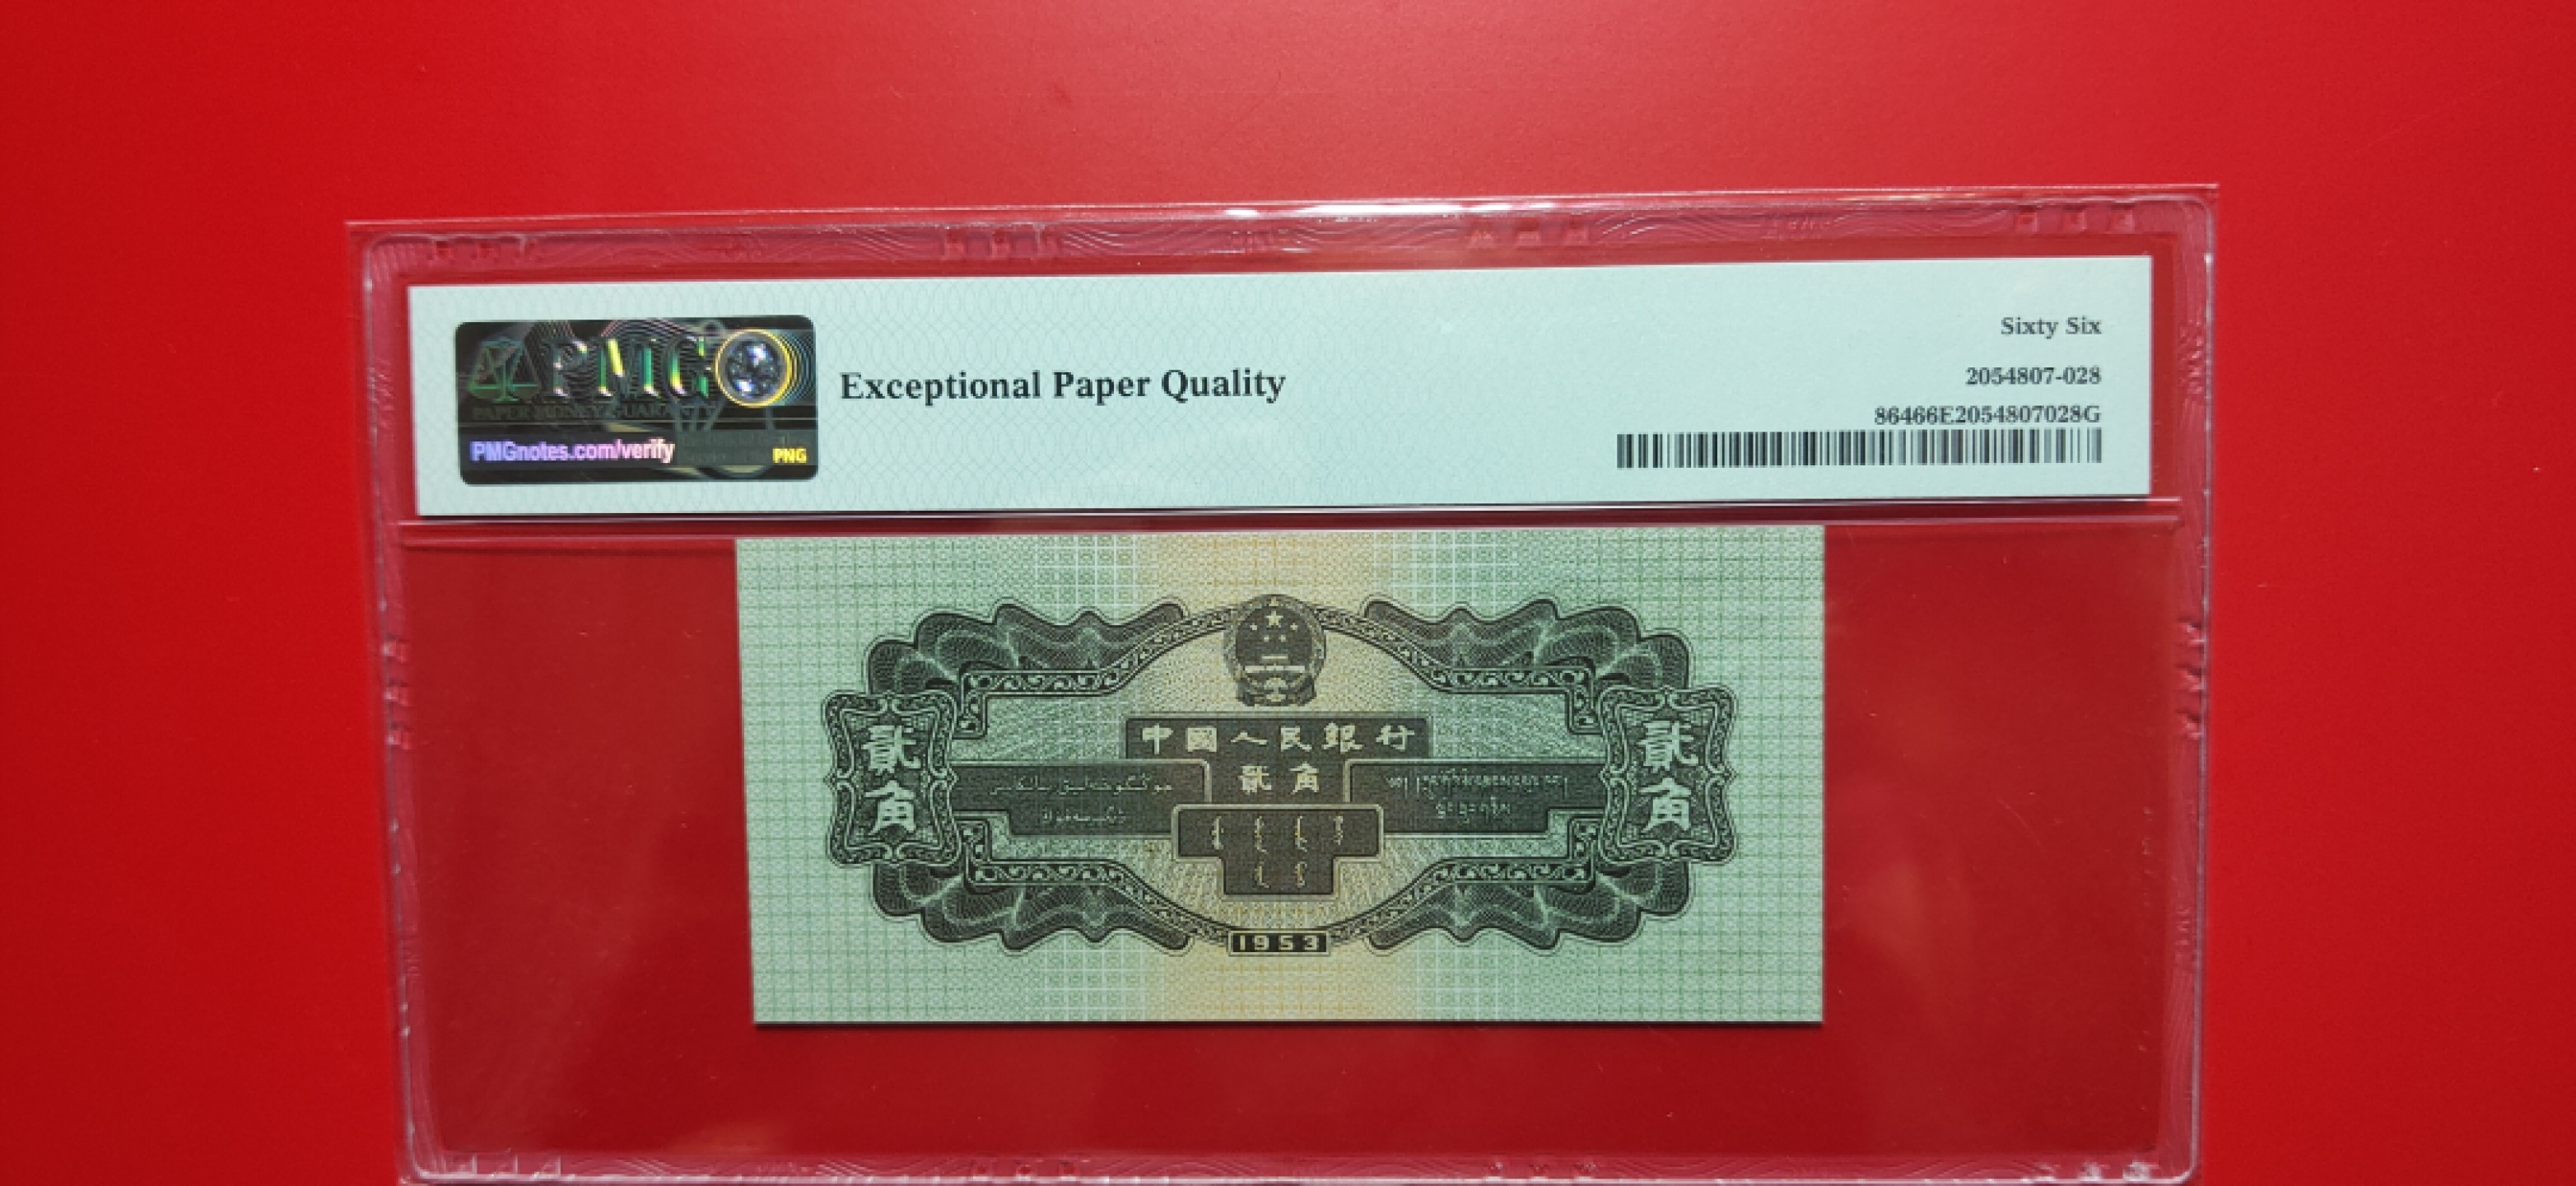 PMG
PAPER MONEY GUARANTY
PMGnotes.com/verify
PNG
Exceptional Paper Quality
Sixty Six
2054807-028
86466E2054807028G
中國人民銀行
貳角
貳角
貳角
1953